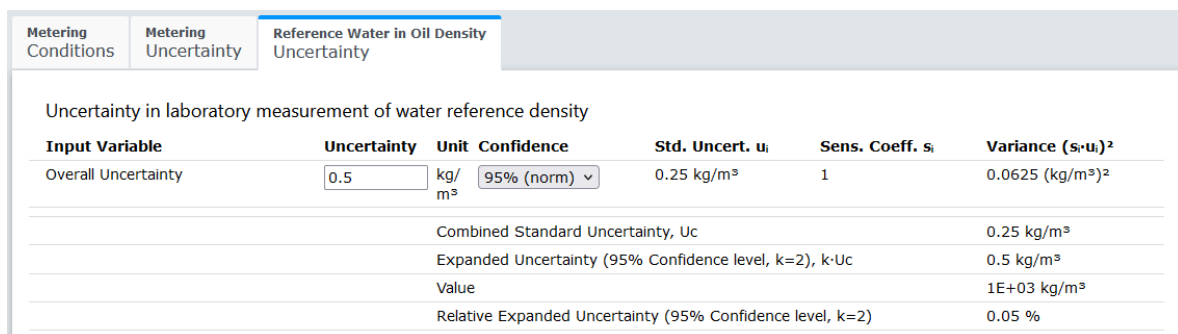 Metering Metering Reference Water in Oil Density
Conditions Uncertainty Uncertainty
Uncertainty in laboratory measurement of water reference density
Input Variable Uncertainty Unit Confidence Std. Uncert. uᵢ Sens. Coeff. sᵢ Variance (sᵢ·uᵢ)²
Overall Uncertainty 0.5 kg/ 95% (norm) 0.25 kg/m³ 1 0.0625 (kg/m³)²
m³
Combined Standard Uncertainty, Uc 0.25 kg/m³
Expanded Uncertainty (95% Confidence level, k=2), k·Uc 0.5 kg/m³
Value 1E+03 kg/m³
Relative Expanded Uncertainty (95% Confidence level, k=2) 0.05 %